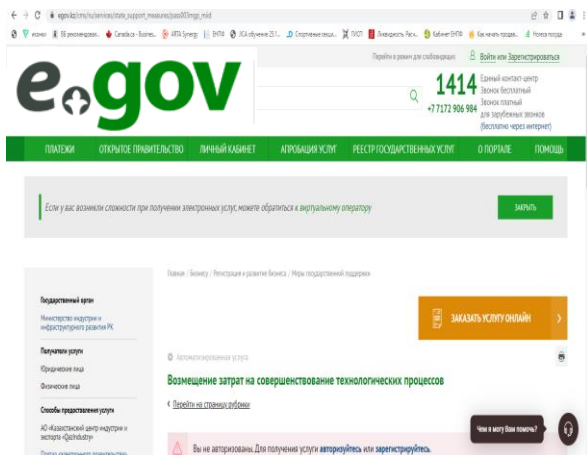 egov.kz/cms/ru/services/state_support_measures/pass003mngs_miid
Перейти в режим для слабовидящих
Войти или Зарегистрироваться
e.gov
1414
+7 7172 906 984
Единый контакт-центр
Звонок бесплатный
Звонок платный
для зарубежных звонков
(бесплатно через интернет)
ПЛАТЕЖИ ОТКРЫТОЕ ПРАВИТЕЛЬСТВО ЛИЧНЫЙ КАБИНЕТ АПРОБАЦИЯ УСЛУГ РЕЕСТР ГОСУДАРСТВЕННЫХ УСЛУГ О ПОРТАЛЕ ПОМОЩЬ
Если у вас возникли сложности при получении электронных услуг, можете обратиться к виртуальному оператору
ЗАКРЫТЬ
Главная / Бизнесу / Регистрация и развитие бизнеса / Меры государственной поддержки
Государственный орган
Министерство индустрии и
инфраструктурного развития РК
ЗАКАЗАТЬ УСЛУГУ ОНЛАЙН
Получатели услуги
Юридические лица
Физические лица
Автоматизированная услуга
Возмещение затрат на совершенствование технологических процессов
Перейти на страницу рубрики
Способы предоставления услуги
АО «Казахстанский центр индустрии и
экспорта «QazIndustry»
Чем я могу Вам помочь?
Вы не авторизованы. Для получения услуги авторизуйтесь или зарегистрируйтесь.